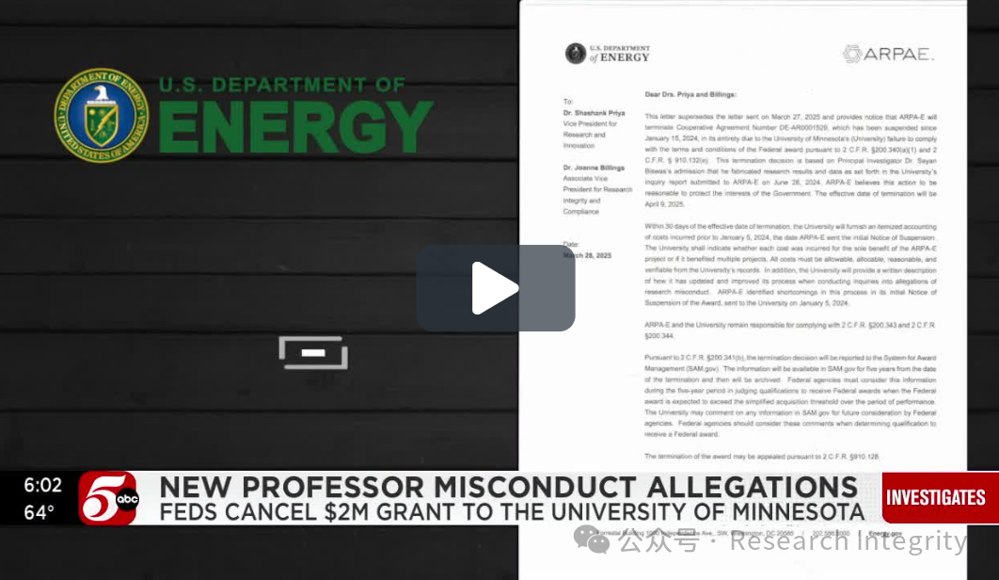 U.S. DEPARTMENT OF
ENERGY
U.S. DEPARTMENT
of ENERGY
ARPAE.
To:
Dr. Shashank Priya
Vice President for
Research and
Innovation
Dr. Joanne Billings
Associate Vice
President for Research
Integrity and
Compliance
Date:
March 28, 2025
Dear Drs. Priya and Billings:
This letter supersedes the letter sent on March 27, 2025 and provides notice that ARPA-E will
terminate Cooperative Agreement Number DE-AR0001529, which has been suspended since
January 15, 2024, in its entirety due to the University of Minnesota's (University) failure to comply
with the terms and conditions of the Federal award pursuant to 2 C.F.R. §200.340(a)(1) and 2
C.F.R. § 910.132(e). This termination decision is based on Principal Investigator Dr. Sayan
Biswas's admission that he fabricated research results and data as set forth in the University's
inquiry report submitted to ARPA-E on June 28, 2024. ARPA-E believes this action to be
reasonable to protect the interests of the Government. The effective date of termination will be
April 9, 2025.
Within 30 days of the effective date of termination, the University will furnish an itemized accounting
of costs incurred prior to January 5, 2024, the date ARPA-E sent the initial Notice of Suspension.
The University shall indicate whether each cost was incurred for the sole benefit of the ARPA-E
project or if it benefited multiple projects. All costs must be allowable, allocable, reasonable, and
verifiable from the University's records. In addition, the University will provide a written description
of how it has updated and improved its process when conducting inquiries into allegations of
research misconduct. ARPA-E identified shortcomings in this process in its initial Notice of
Suspension of the Award, sent to the University on January 5, 2024.
ARPA-E and the University remain responsible for complying with 2 C.F.R. §200.343 and 2 C.F.R.
§200.344.
Pursuant to 2 C.F.R. §200.341(b), the termination decision will be reported to the System for Award
Management (SAM.gov). The information will be available in SAM.gov for five years from the date
of the termination and then will be archived. Federal agencies must consider this information
during the five-year period in judging qualifications to receive Federal awards when the Federal
award is expected to exceed the simplified acquisition threshold over the period of performance.
The University may comment on any information in SAM.gov for future consideration by Federal
agencies. Federal agencies should consider these comments when determining qualification to
receive a Federal award.
The termination of the award may be appealed pursuant to 2 C.F.R. §910.128.
6:02
64°
5
abc
NEW PROFESSOR MISCONDUCT ALLEGATIONS
FEDS CANCEL $2M GRANT TO THE UNIVERSITY OF MINNESOTA
INVESTIGATES
Ave., SW, Washington, DC 20585 / Energy.gov
公众号 · Research Integrity